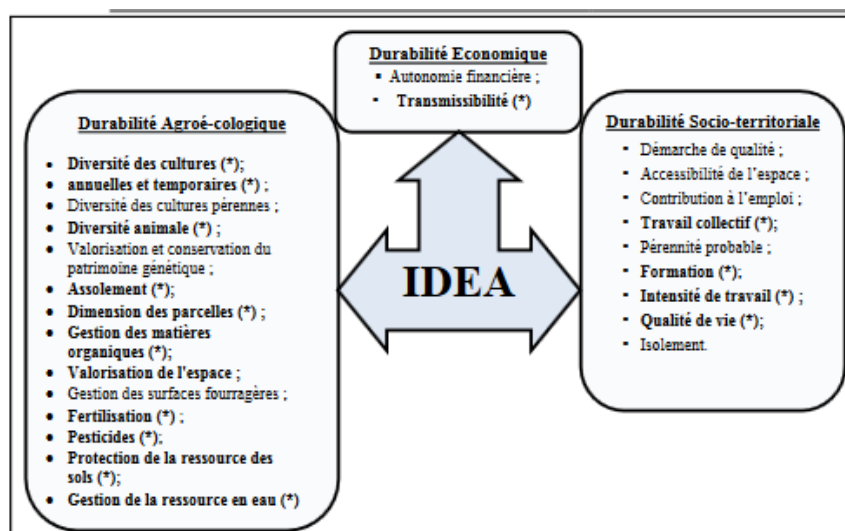 Durabilité Economique
▪ Autonomie financière ;
▪ Transmissibilité (*)
Durabilité Agroé-cologique
• Diversité des cultures (*);
• annuelles et temporaires (*) ;
• Diversité des cultures pérennes ;
• Diversité animale (*) ;
• Valorisation et conservation du
patrimoine génétique ;
• Assolement (*);
• Dimension des parcelles (*) ;
• Gestion des matières
organiques (*);
• Valorisation de l'espace ;
• Gestion des surfaces fourragères ;
• Fertilisation (*) ;
• Pesticides (*);
• Protection de la ressource des
sols (*);
• Gestion de la ressource en eau (*)
IDEA
Durabilité Socio-territoriale
- Démarche de qualité ;
- Accessibilité de l'espace ;
- Contribution à l'emploi ;
- Travail collectif (*);
- Pérennité probable ;
- Formation (*);
- Intensité de travail (*) ;
- Qualité de vie (*);
- Isolement.